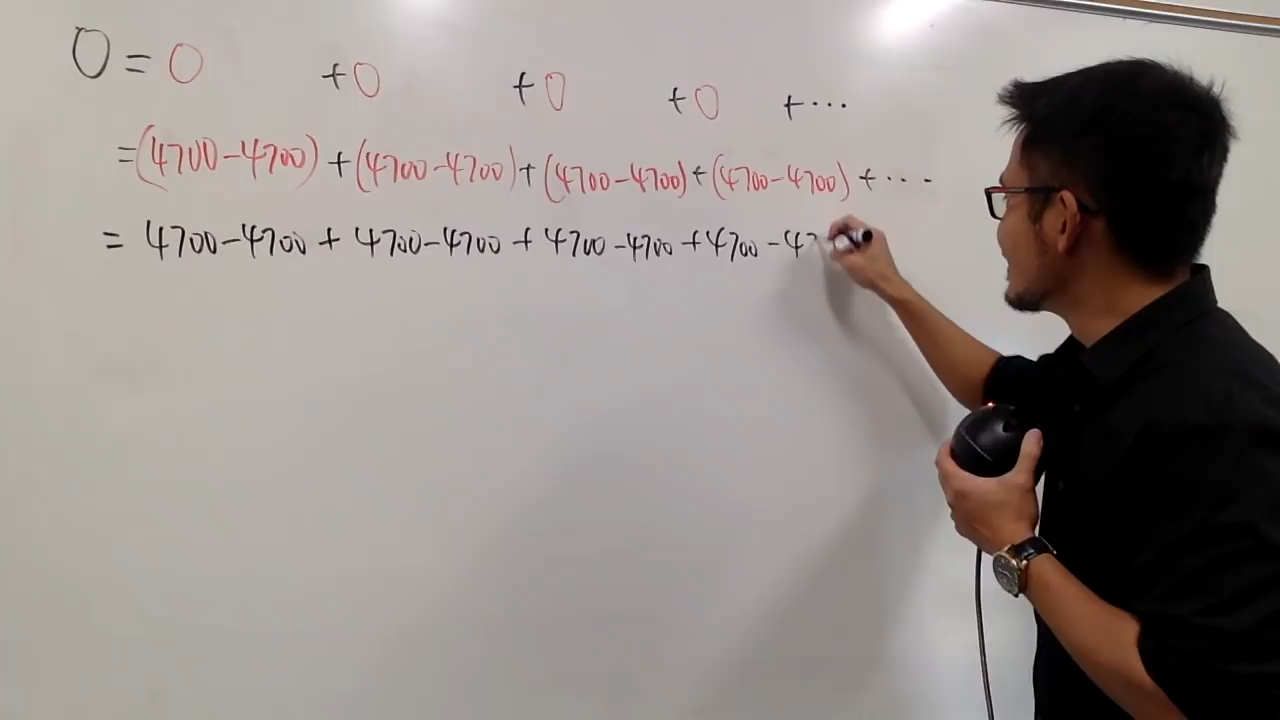 0 = 0 + 0 + 0 + 0 + ...
= (4700 - 4700) + (4700 - 4700) + (4700 - 4700) + (4700 - 4700) + ...
= 4700 - 4700 + 4700 - 4700 + 4700 - 4700 + 4700 - 47